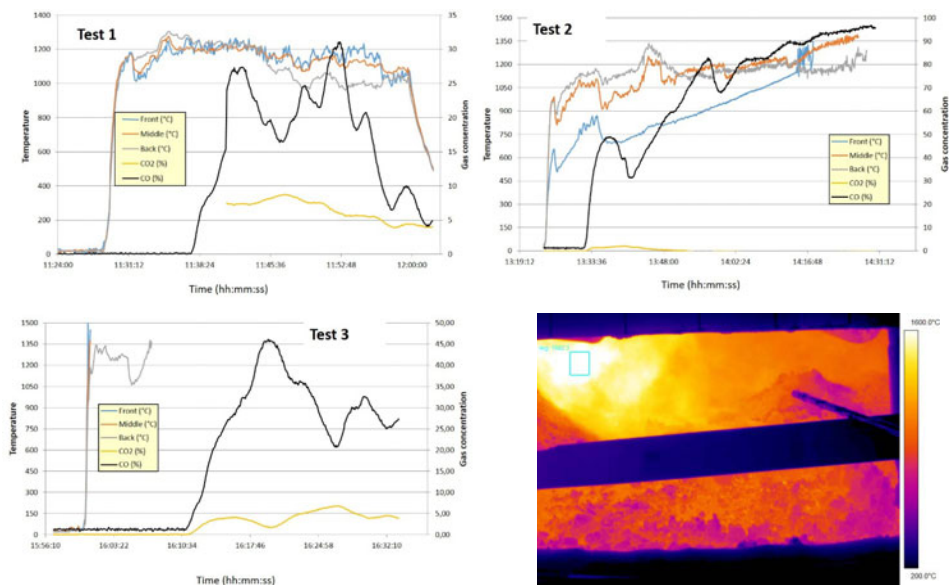 Test 1
1400
1200
1000
800
600
400
200
0
35
30
25
20
15
10
5
0
Temperature
Gas consentration
Front (°C)
Middle (°C)
Back (°C)
CO2 (%)
CO (%)
11:24:00 11:31:12 11:38:24 11:45:36 11:52:48 12:00:00
Time (hh:mm:ss)
Test 2
1500
1350
1200
1050
900
750
600
450
300
150
0
100
90
80
70
60
50
40
30
20
10
0
Temperature
Gas concentration
Front (°C)
Middle (°C)
Back (°C)
CO2 (%)
CO (%)
13:19:12 13:33:36 13:48:00 14:02:24 14:16:48 14:31:12
Time (hh:mm:ss)
Test 3
1500
1350
1200
1050
900
750
600
450
300
150
0
50,00
45,00
40,00
35,00
30,00
25,00
20,00
15,00
10,00
5,00
0,00
Temperature
Gas concentration
Front (°C)
Middle (°C)
Back (°C)
CO2 (%)
CO (%)
15:56:10 16:03:22 16:10:34 16:17:46 16:24:58 16:32:10
Time (hh:mm:ss)
1600.0°C
200.0°C